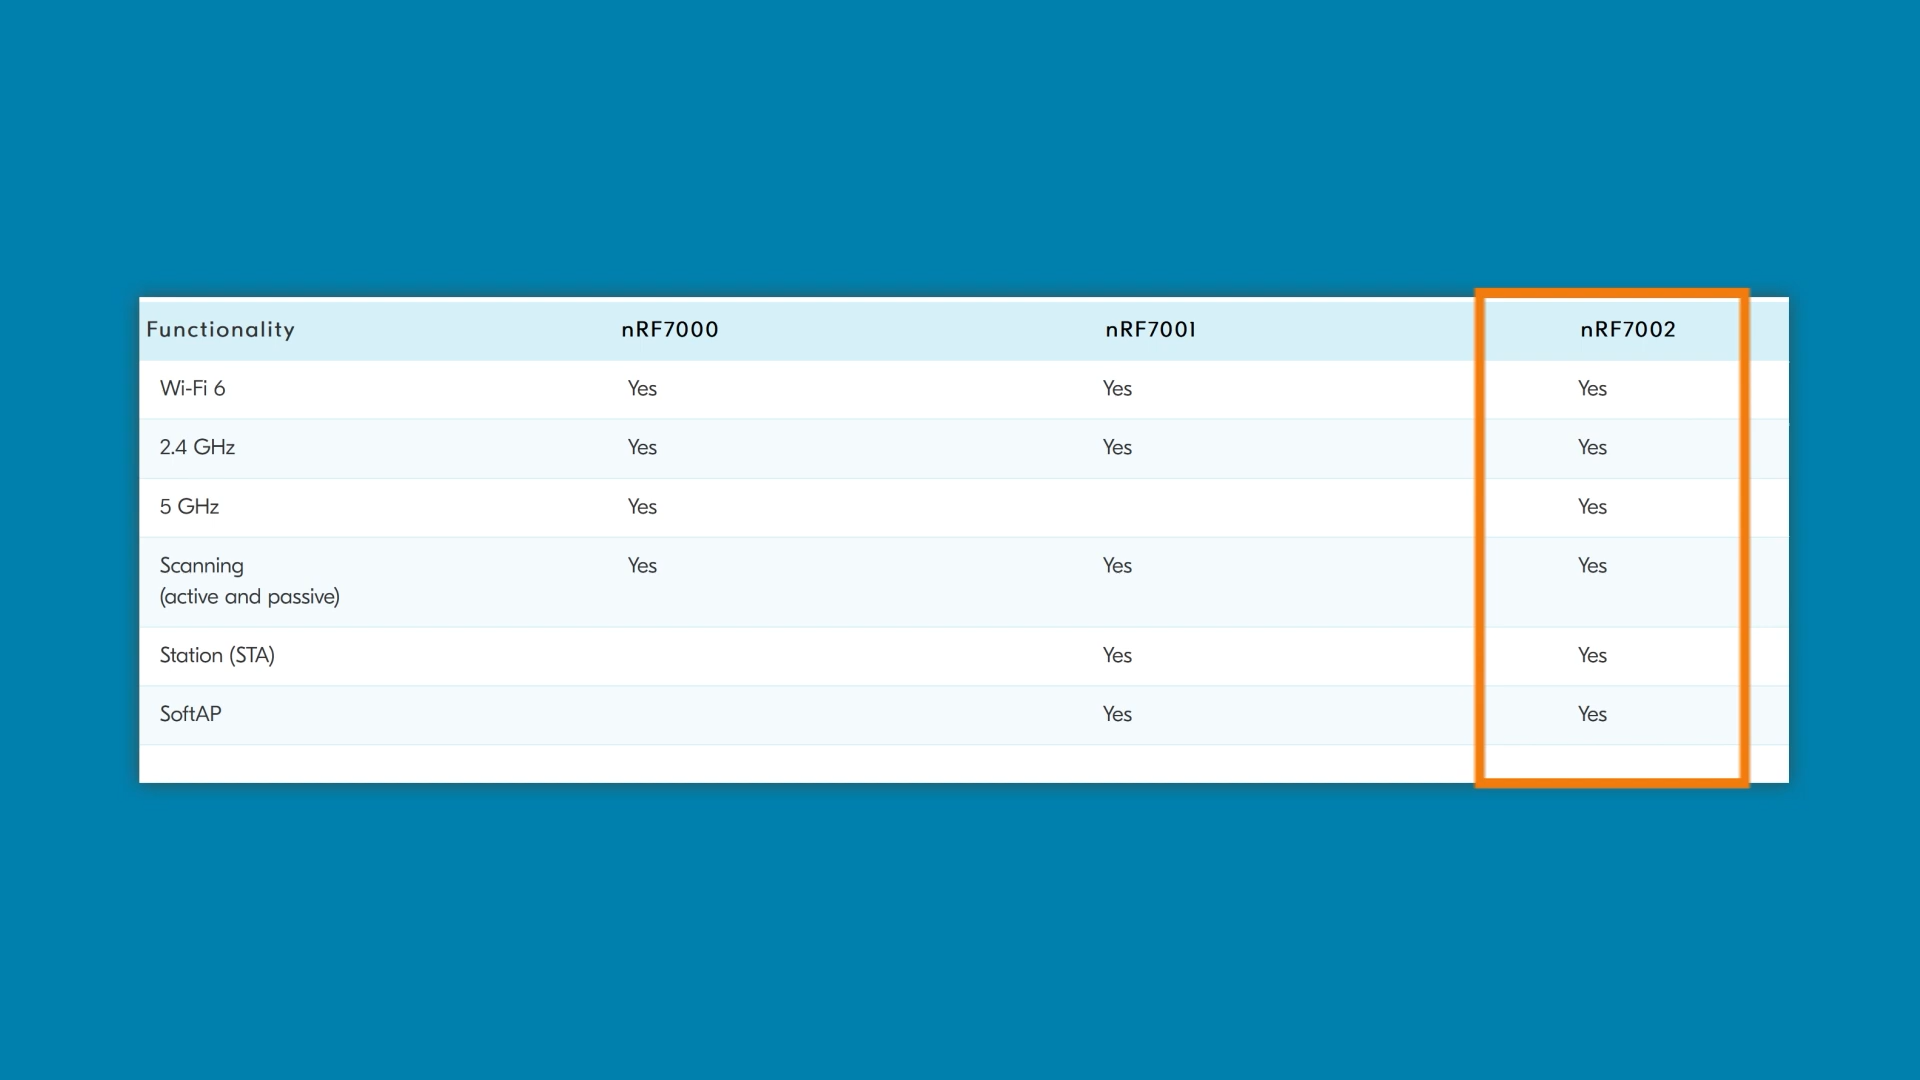 Functionality nRF7000 nRF7001 nRF7002
Wi-Fi 6 Yes Yes Yes
2.4 GHz Yes Yes Yes
5 GHz Yes Yes
Scanning Yes Yes Yes
(active and passive)
Station (STA) Yes Yes
SoftAP Yes Yes